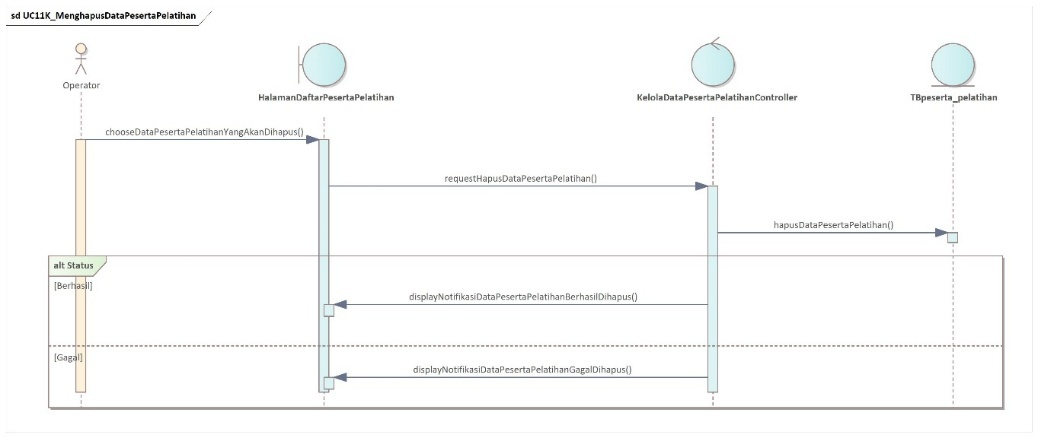 sd UC11K_MenghapusDataPesertaPelatihan
Operator
HalamanDaftarPesertaPelatihan
KelolaDataPesertaPelatihanController
TBpeserta_pelatihan
chooseDataPesertaPelatihanYangAkanDihapus()
requestHapusDataPesertaPelatihan()
hapusDataPesertaPelatihan()
alt Status
[Berhasil]
displayNotifikasiDataPesertaPelatihanBerhasilDihapus()
[Gagal]
displayNotifikasiDataPesertaPelatihanGagalDihapus()